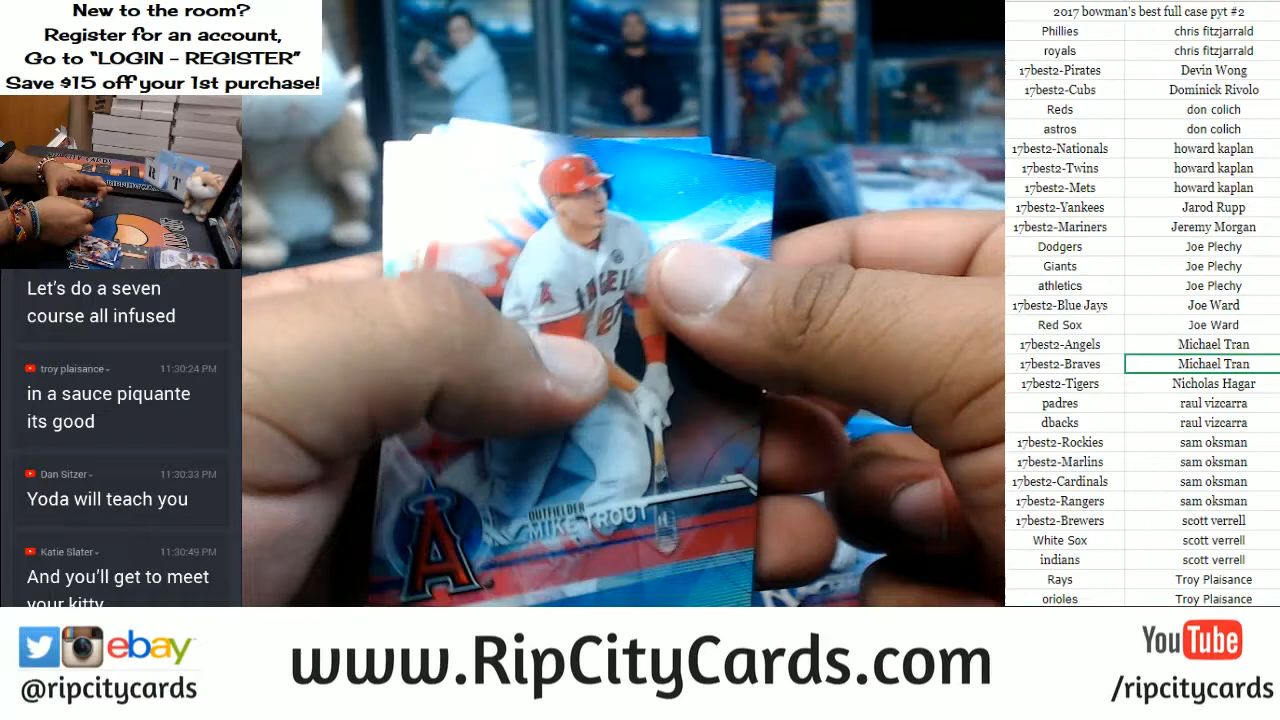 New to the room?
Register for an account,
Go to “LOGIN - REGISTER”
Save $15 off your 1st purchase!
Let's do a seven
course all infused
troy plaisance 11:30:24 PM
in a sauce piquante
its good
Dan Sitzer 11:30:33 PM
Yoda will teach you
Katie Slater 11:30:49 PM
And you'll get to meet
your kitty
ANGELS
A
OUTFIELDER
MIKE TROUT
A
2017 bowman's best full case pyt #2
Phillies chris fitzjarrald
royals chris fitzjarrald
17best2-Pirates Devin Wong
17best2-Cubs Dominick Rivolo
Reds don colich
astros don colich
17best2-Nationals howard kaplan
17best2-Twins howard kaplan
17best2-Mets howard kaplan
17best2-Yankees Jarod Rupp
17best2-Mariners Jeremy Morgan
Dodgers Joe Plechy
Giants Joe Plechy
athletics Joe Plechy
17best2-Blue Jays Joe Ward
Red Sox Joe Ward
17best2-Angels Michael Tran
17best2-Braves Michael Tran
17best2-Tigers Nicholas Hagar
padres raul vizcarra
dbacks raul vizcarra
17best2-Rockies sam oksman
17best2-Marlins sam oksman
17best2-Cardinals sam oksman
17best2-Rangers sam oksman
17best2-Brewers scott verrell
White Sox scott verrell
indians scott verrell
Rays Troy Plaisance
orioles Troy Plaisance
ebay
@ripcitycards
www.RipCityCards.com
YouTube
/ripcitycards